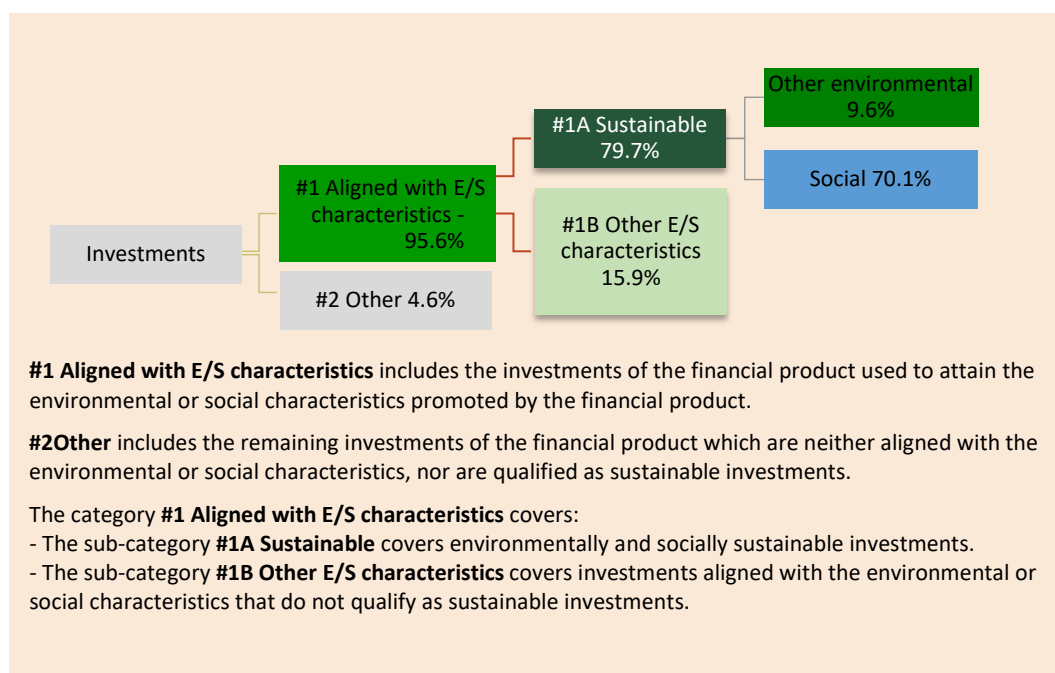 Other environmental
9.6%
#1A Sustainable
79.7%
Social 70.1%
#1 Aligned with E/S
characteristics -
95.6%
#1B Other E/S
characteristics
15.9%
Investments
#2 Other 4.6%
#1 Aligned with E/S characteristics includes the investments of the financial product used to attain the
environmental or social characteristics promoted by the financial product.
#2Other includes the remaining investments of the financial product which are neither aligned with the
environmental or social characteristics, nor are qualified as sustainable investments.
The category #1 Aligned with E/S characteristics covers:
- The sub-category #1A Sustainable covers environmentally and socially sustainable investments.
- The sub-category #1B Other E/S characteristics covers investments aligned with the environmental or
social characteristics that do not qualify as sustainable investments.